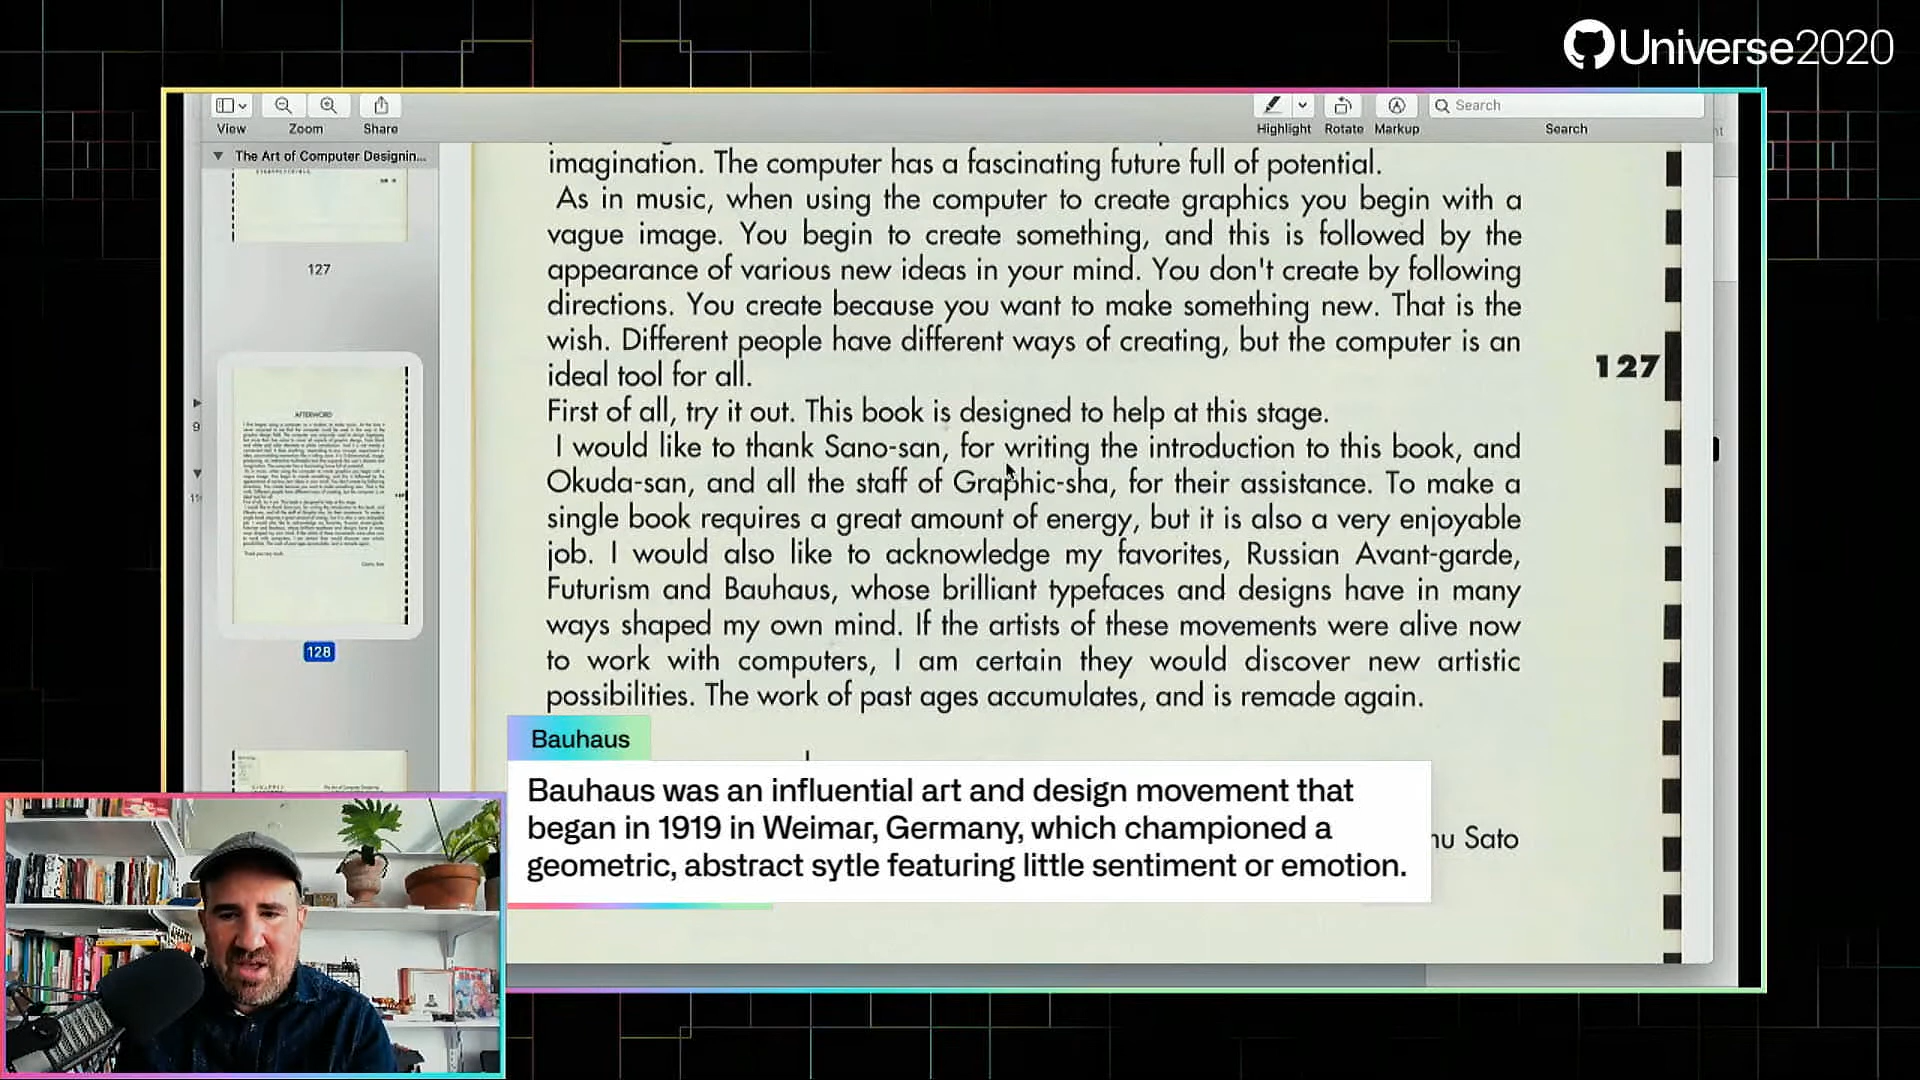 Universe2020
View
Zoom
Share
Highlight
Rotate
Markup
Search
Search
The Art of Computer Designin...
127
AFTERWORD
128
imagination. The computer has a fascinating future full of potential.
As in music, when using the computer to create graphics you begin with a
vague image. You begin to create something, and this is followed by the
appearance of various new ideas in your mind. You don't create by following
directions. You create because you want to make something new. That is the
wish. Different people have different ways of creating, but the computer is an
ideal tool for all.
127
First of all, try it out. This book is designed to help at this stage.
I would like to thank Sano-san, for writing the introduction to this book, and
Okuda-san, and all the staff of Graphic-sha, for their assistance. To make a
single book requires a great amount of energy, but it is also a very enjoyable
job. I would also like to acknowledge my favorites, Russian Avant-garde,
Futurism and Bauhaus, whose brilliant typefaces and designs have in many
ways shaped my own mind. If the artists of these movements were alive now
to work with computers, I am certain they would discover new artistic
possibilities. The work of past ages accumulates, and is remade again.
Bauhaus
Bauhaus was an influential art and design movement that
began in 1919 in Weimar, Germany, which championed a
geometric, abstract sytle featuring little sentiment or emotion.
Sato